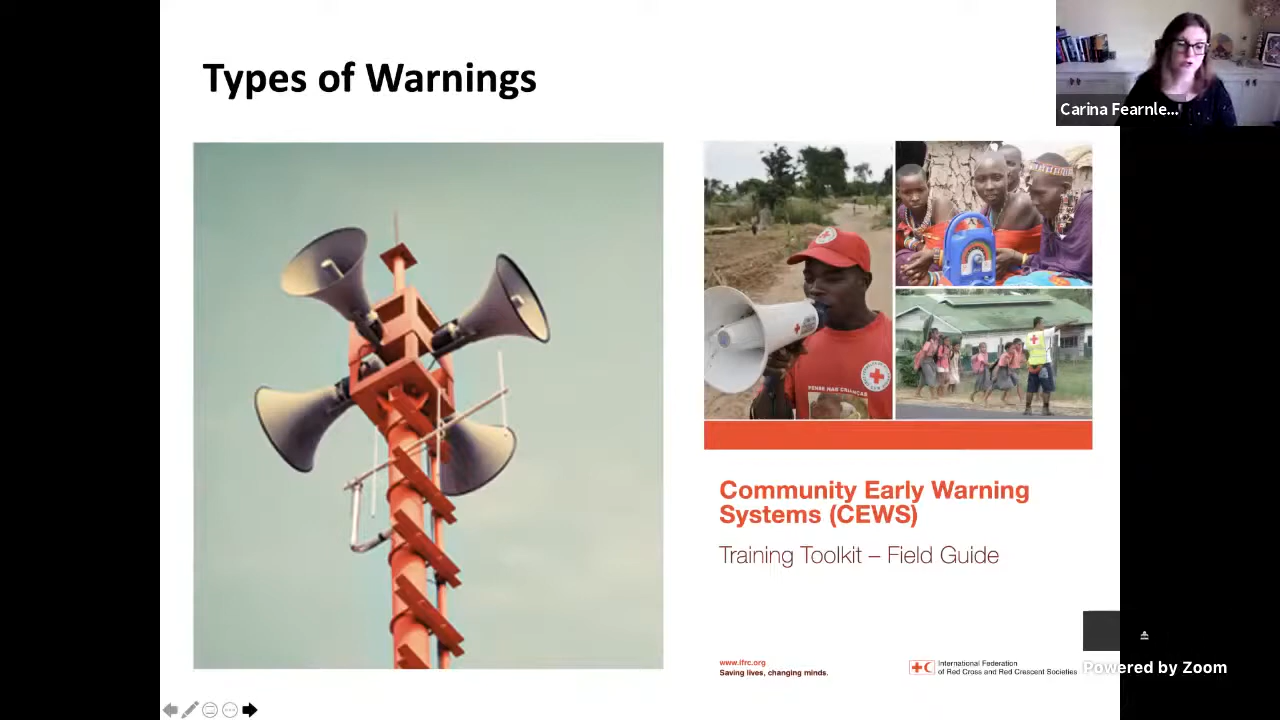 Types of Warnings
Carina Fearnle...
Community Early Warning
Systems (CEWS)
Training Toolkit – Field Guide
www.ifrc.org
Saving lives, changing minds.
International Federation
of Red Cross and Red Crescent Societies
Powered by Zoom